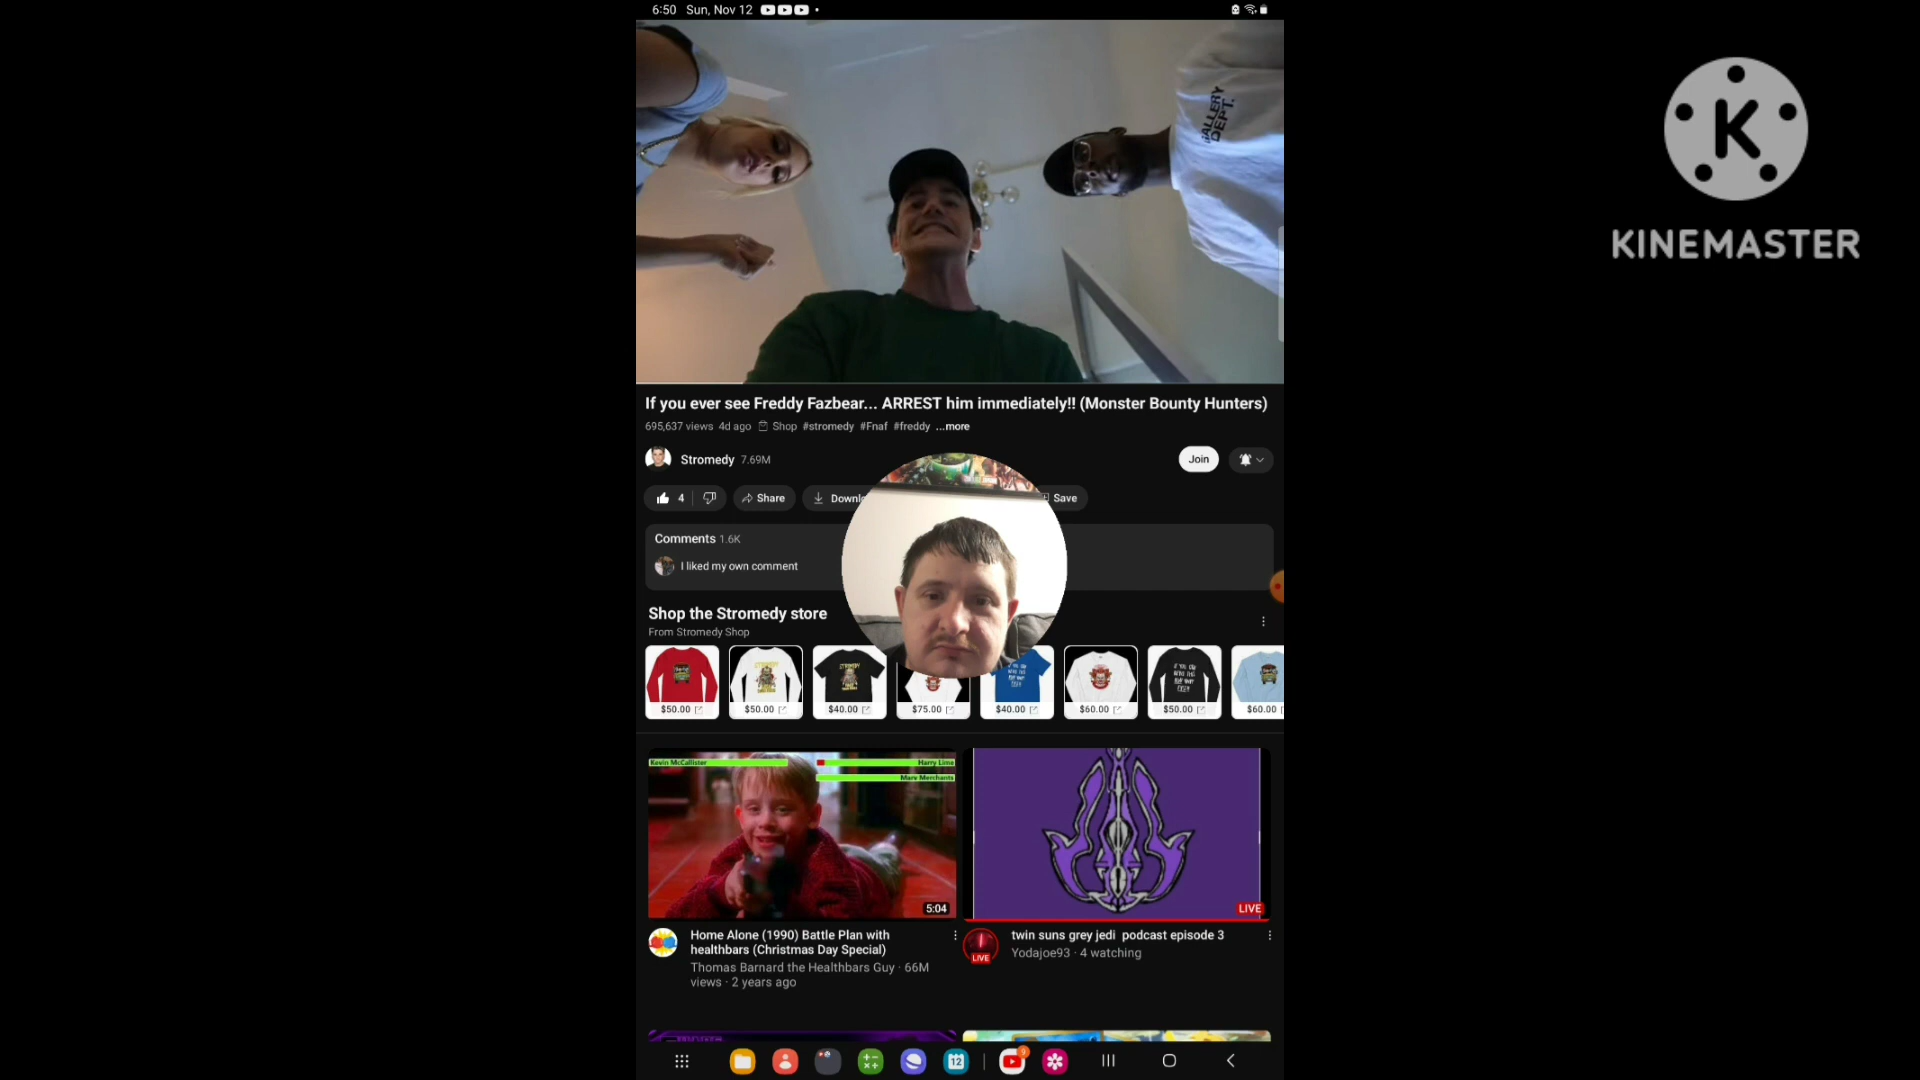 6:50 Sun, Nov 12
KINEMASTER
GALLERY
DEPT.
If you ever see Freddy Fazbear... ARREST him immediately!! (Monster Bounty Hunters)
695,637 views 4d ago Shop #stromedy #Fnaf #freddy ...more
Stromedy 7.69M
Join
4 Share Downlo Save
Comments 1.6K
I liked my own comment
Shop the Stromedy store
From Stromedy Shop
$50.00 $50.00 $40.00 $75.00 $40.00 $60.00 $50.00 $60.00
Kevin McCallister
Harry Lime
Marv Merchants
5:04
LIVE
Home Alone (1990) Battle Plan with
healthbars (Christmas Day Special)
Thomas Barnard the Healthbars Guy · 66M
views · 2 years ago
twin suns grey jedi podcast episode 3
Yodajoe93 · 4 watching
LIVE
12
9